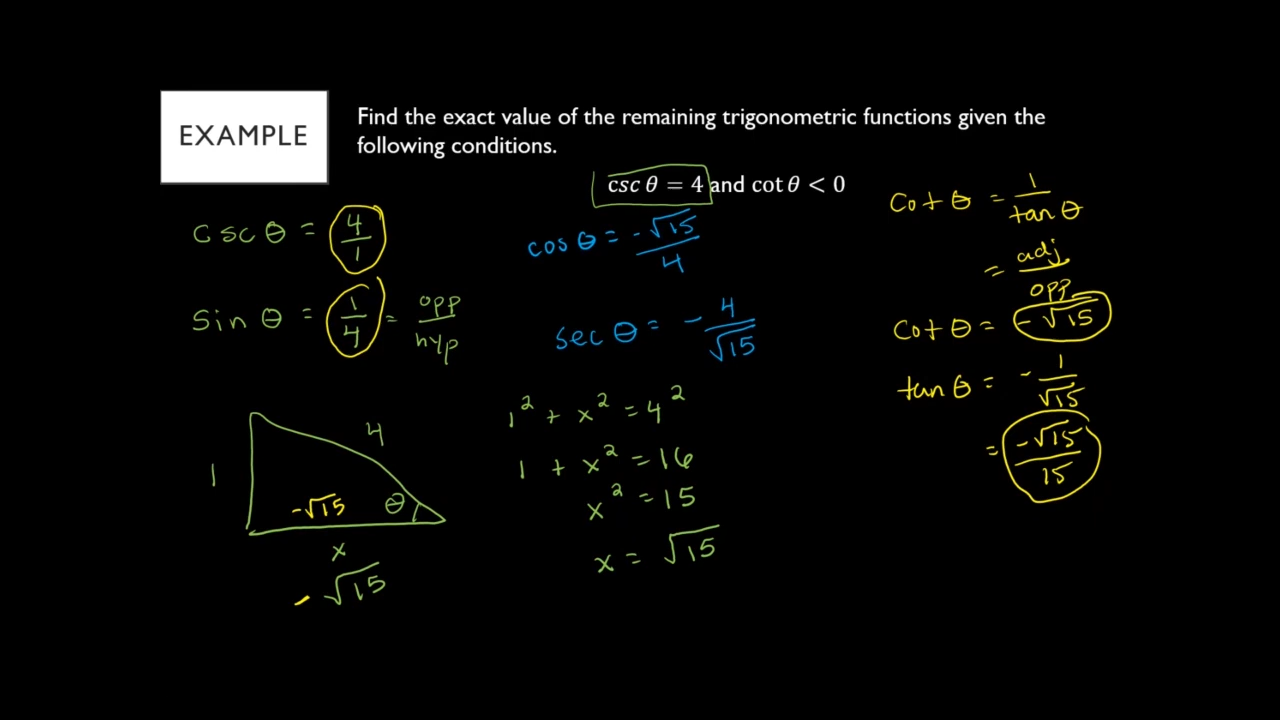 EXAMPLE
Find the exact value of the remaining trigonometric functions given the
following conditions.
csc θ = 4 and cot θ < 0
csc θ = 4/1
sin θ = 1/4 = opp/hyp
1
4
-√15
θ
x
-√15
cos θ = -√15/4
sec θ = -4/√15
1² + x² = 4²
1 + x² = 16
x² = 15
x = √15
Cot θ = 1/tan θ
= adj/opp
Cot θ = -√15
tan θ = -1/√15
= -√15/15